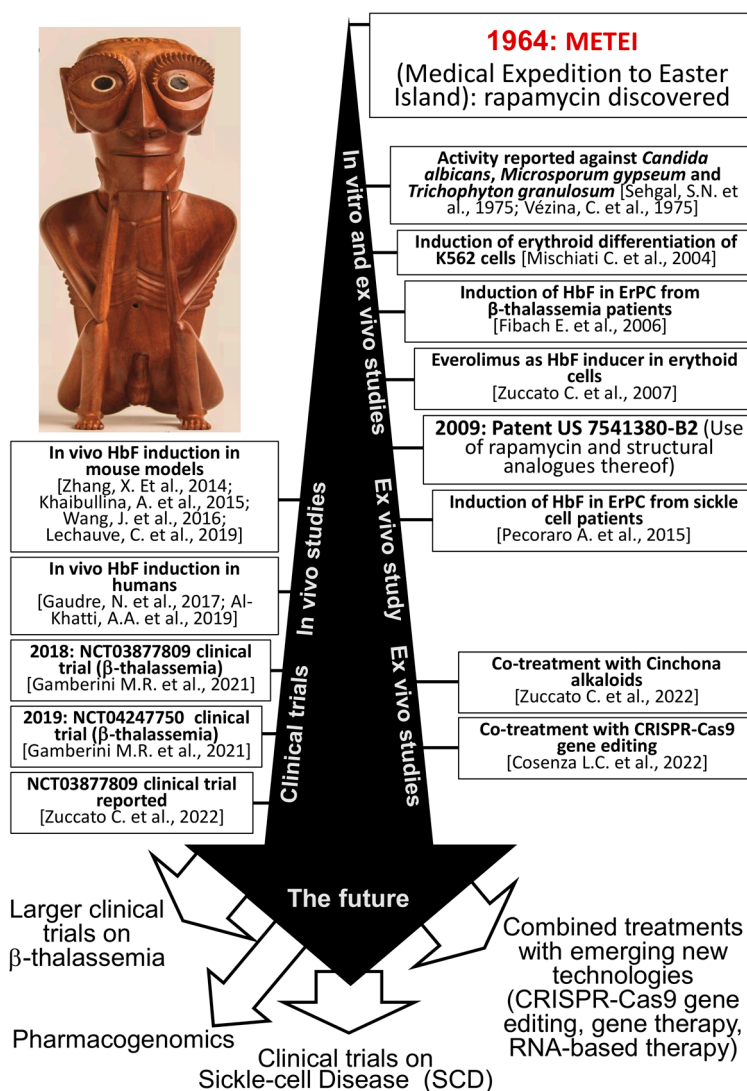 1964: METEI
(Medical Expedition to Easter
Island): rapamycin discovered
Activity reported against Candida
albicans, Microsporum gypseum and
Trichophyton granulosum [Sehgal, S.N. et
al., 1975; Vézina, C. et al., 1975]
Induction of erythroid differentiation of
K562 cells [Mischiati C. et al., 2004]
Induction of HbF in ErPC from
β-thalassemia patients
[Fibach E. et al., 2006]
Everolimus as HbF inducer in erythoid
cells
[Zuccato C. et al., 2007]
2009: Patent US 7541380-B2 (Use
of rapamycin and structural
analogues thereof)
Induction of HbF in ErPC from sickle
cell patients
[Pecoraro A. et al., 2015]
In vitro and ex vivo studies
Ex vivo study
Ex vivo studies
In vivo HbF induction in
mouse models
[Zhang, X. Et al., 2014;
Khaibullina, A. et al., 2015;
Wang, J. et al., 2016;
Lechauve, C. et al., 2019]
In vivo HbF induction in
humans
[Gaudre, N. et al., 2017; Al-
Khatti, A.A. et al., 2019]
2018: NCT03877809 clinical
trial (β-thalassemia)
[Gamberini M.R. et al., 2021]
2019: NCT04247750 clinical
trial (β-thalassemia)
[Gamberini M.R. et al., 2021]
NCT03877809 clinical trial
reported
[Zuccato C. et al., 2022]
In vivo studies
Clinical trials
Co-treatment with Cinchona
alkaloids
[Zuccato C. et al., 2022]
Co-treatment with CRISPR-Cas9
gene editing
[Cosenza L.C. et al., 2022]
The future
Larger clinical
trials on
β-thalassemia
Pharmacogenomics
Clinical trials on
Sickle-cell Disease (SCD)
Combined treatments
with emerging new
technologies
(CRISPR-Cas9 gene
editing, gene therapy,
RNA-based therapy)